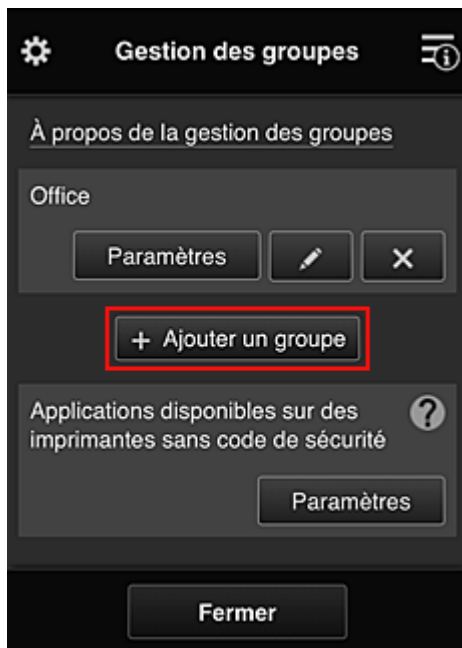 Gestion des groupes
À propos de la gestion des groupes
Office
Paramètres
+ Ajouter un groupe
Applications disponibles sur des
imprimantes sans code de sécurité
?
Paramètres
Fermer